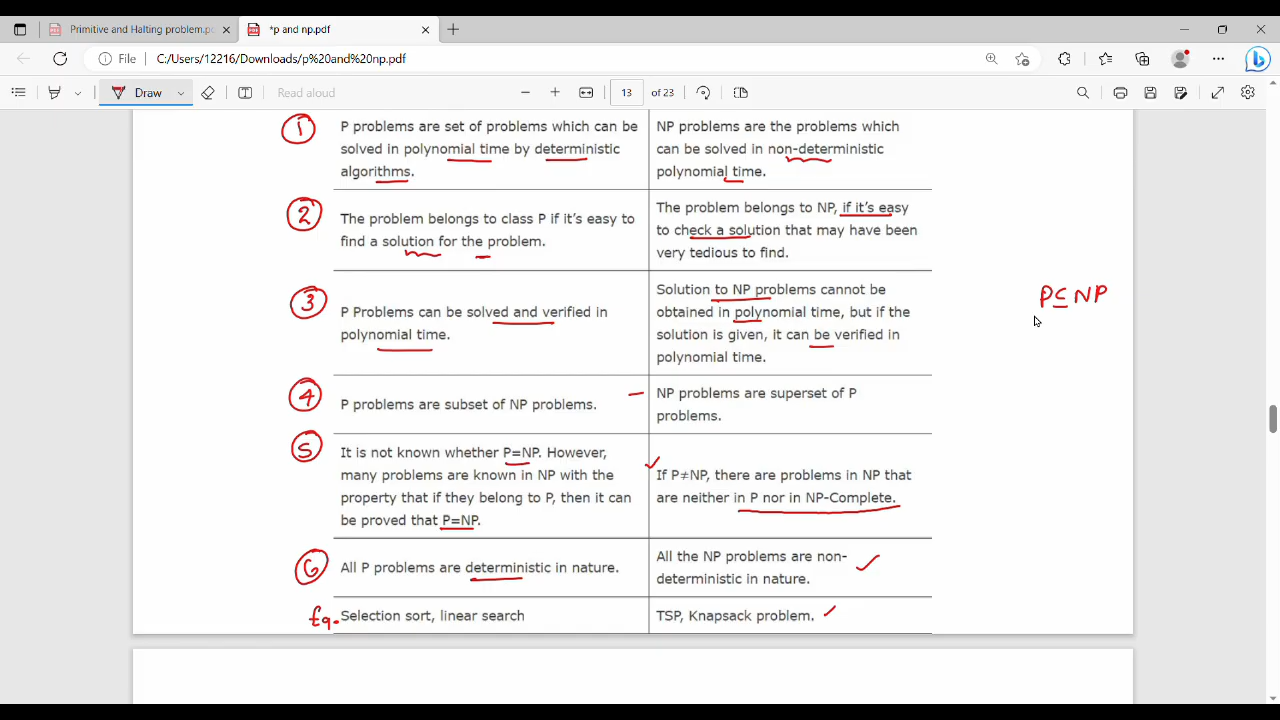 Primitive and Halting problem.po
*p and np.pdf
File
C:/Users/12216/Downloads/p%20and%20np.pdf
Draw
Read aloud
13
of 23
1
P problems are set of problems which can be
solved in polynomial time by deterministic
algorithms.
NP problems are the problems which
can be solved in non-deterministic
polynomial time.
2
The problem belongs to class P if it's easy to
find a solution for the problem.
The problem belongs to NP, if it's easy
to check a solution that may have been
very tedious to find.
3
P Problems can be solved and verified in
polynomial time.
Solution to NP problems cannot be
obtained in polynomial time, but if the
solution is given, it can be verified in
polynomial time.
P⊆NP
4
P problems are subset of NP problems.
NP problems are superset of P
problems.
5
It is not known whether P=NP. However,
many problems are known in NP with the
property that if they belong to P, then it can
be proved that P=NP.
If P≠NP, there are problems in NP that
are neither in P nor in NP-Complete.
6
All P problems are deterministic in nature.
All the NP problems are non-
deterministic in nature.
Eg.
Selection sort, linear search
TSP, Knapsack problem.